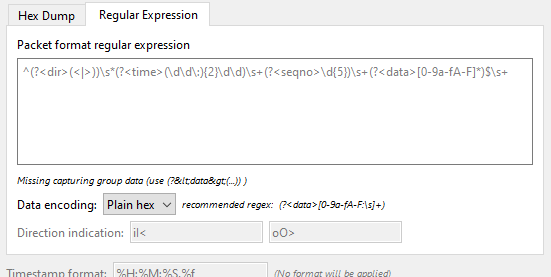 Hex Dump
Regular Expression
Packet format regular expression
^(?<dir>(<|>))\s*(?<time>(\d\d\:){2}\d\d)\s+(?<seqno>\d{5})\s+(?<data>[0-9a-fA-F]*)$\s+
Missing capturing group data (use (?&lt;data&gt;(...)) )
Data encoding: Plain hex recommended regex: (?<data>[0-9a-fA-F:\s]+)
Direction indication: iI< oO>
Timestamp format: %H:%M:%S.%f (No format will be applied)